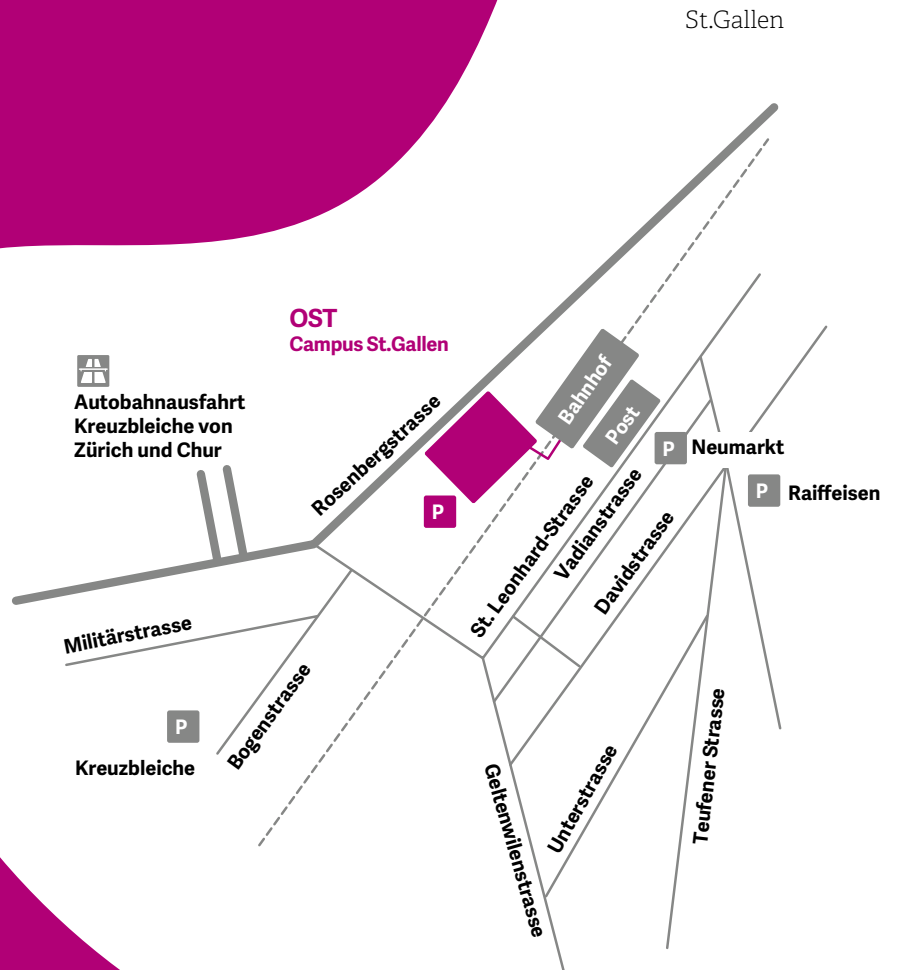 St.Gallen
OST
Campus St.Gallen
Autobahnausfahrt
Kreuzbleiche von
Zürich und Chur
Rosenbergstrasse
Bahnhof
Post
P
Neumarkt
P
Raiffeisen
P
St. Leonhard-Strasse
Vadianstrasse
Davidstrasse
Militärstrasse
Bogenstrasse
P
Kreuzbleiche
Geltenwilenstrasse
Unterstrasse
Teufener Strasse